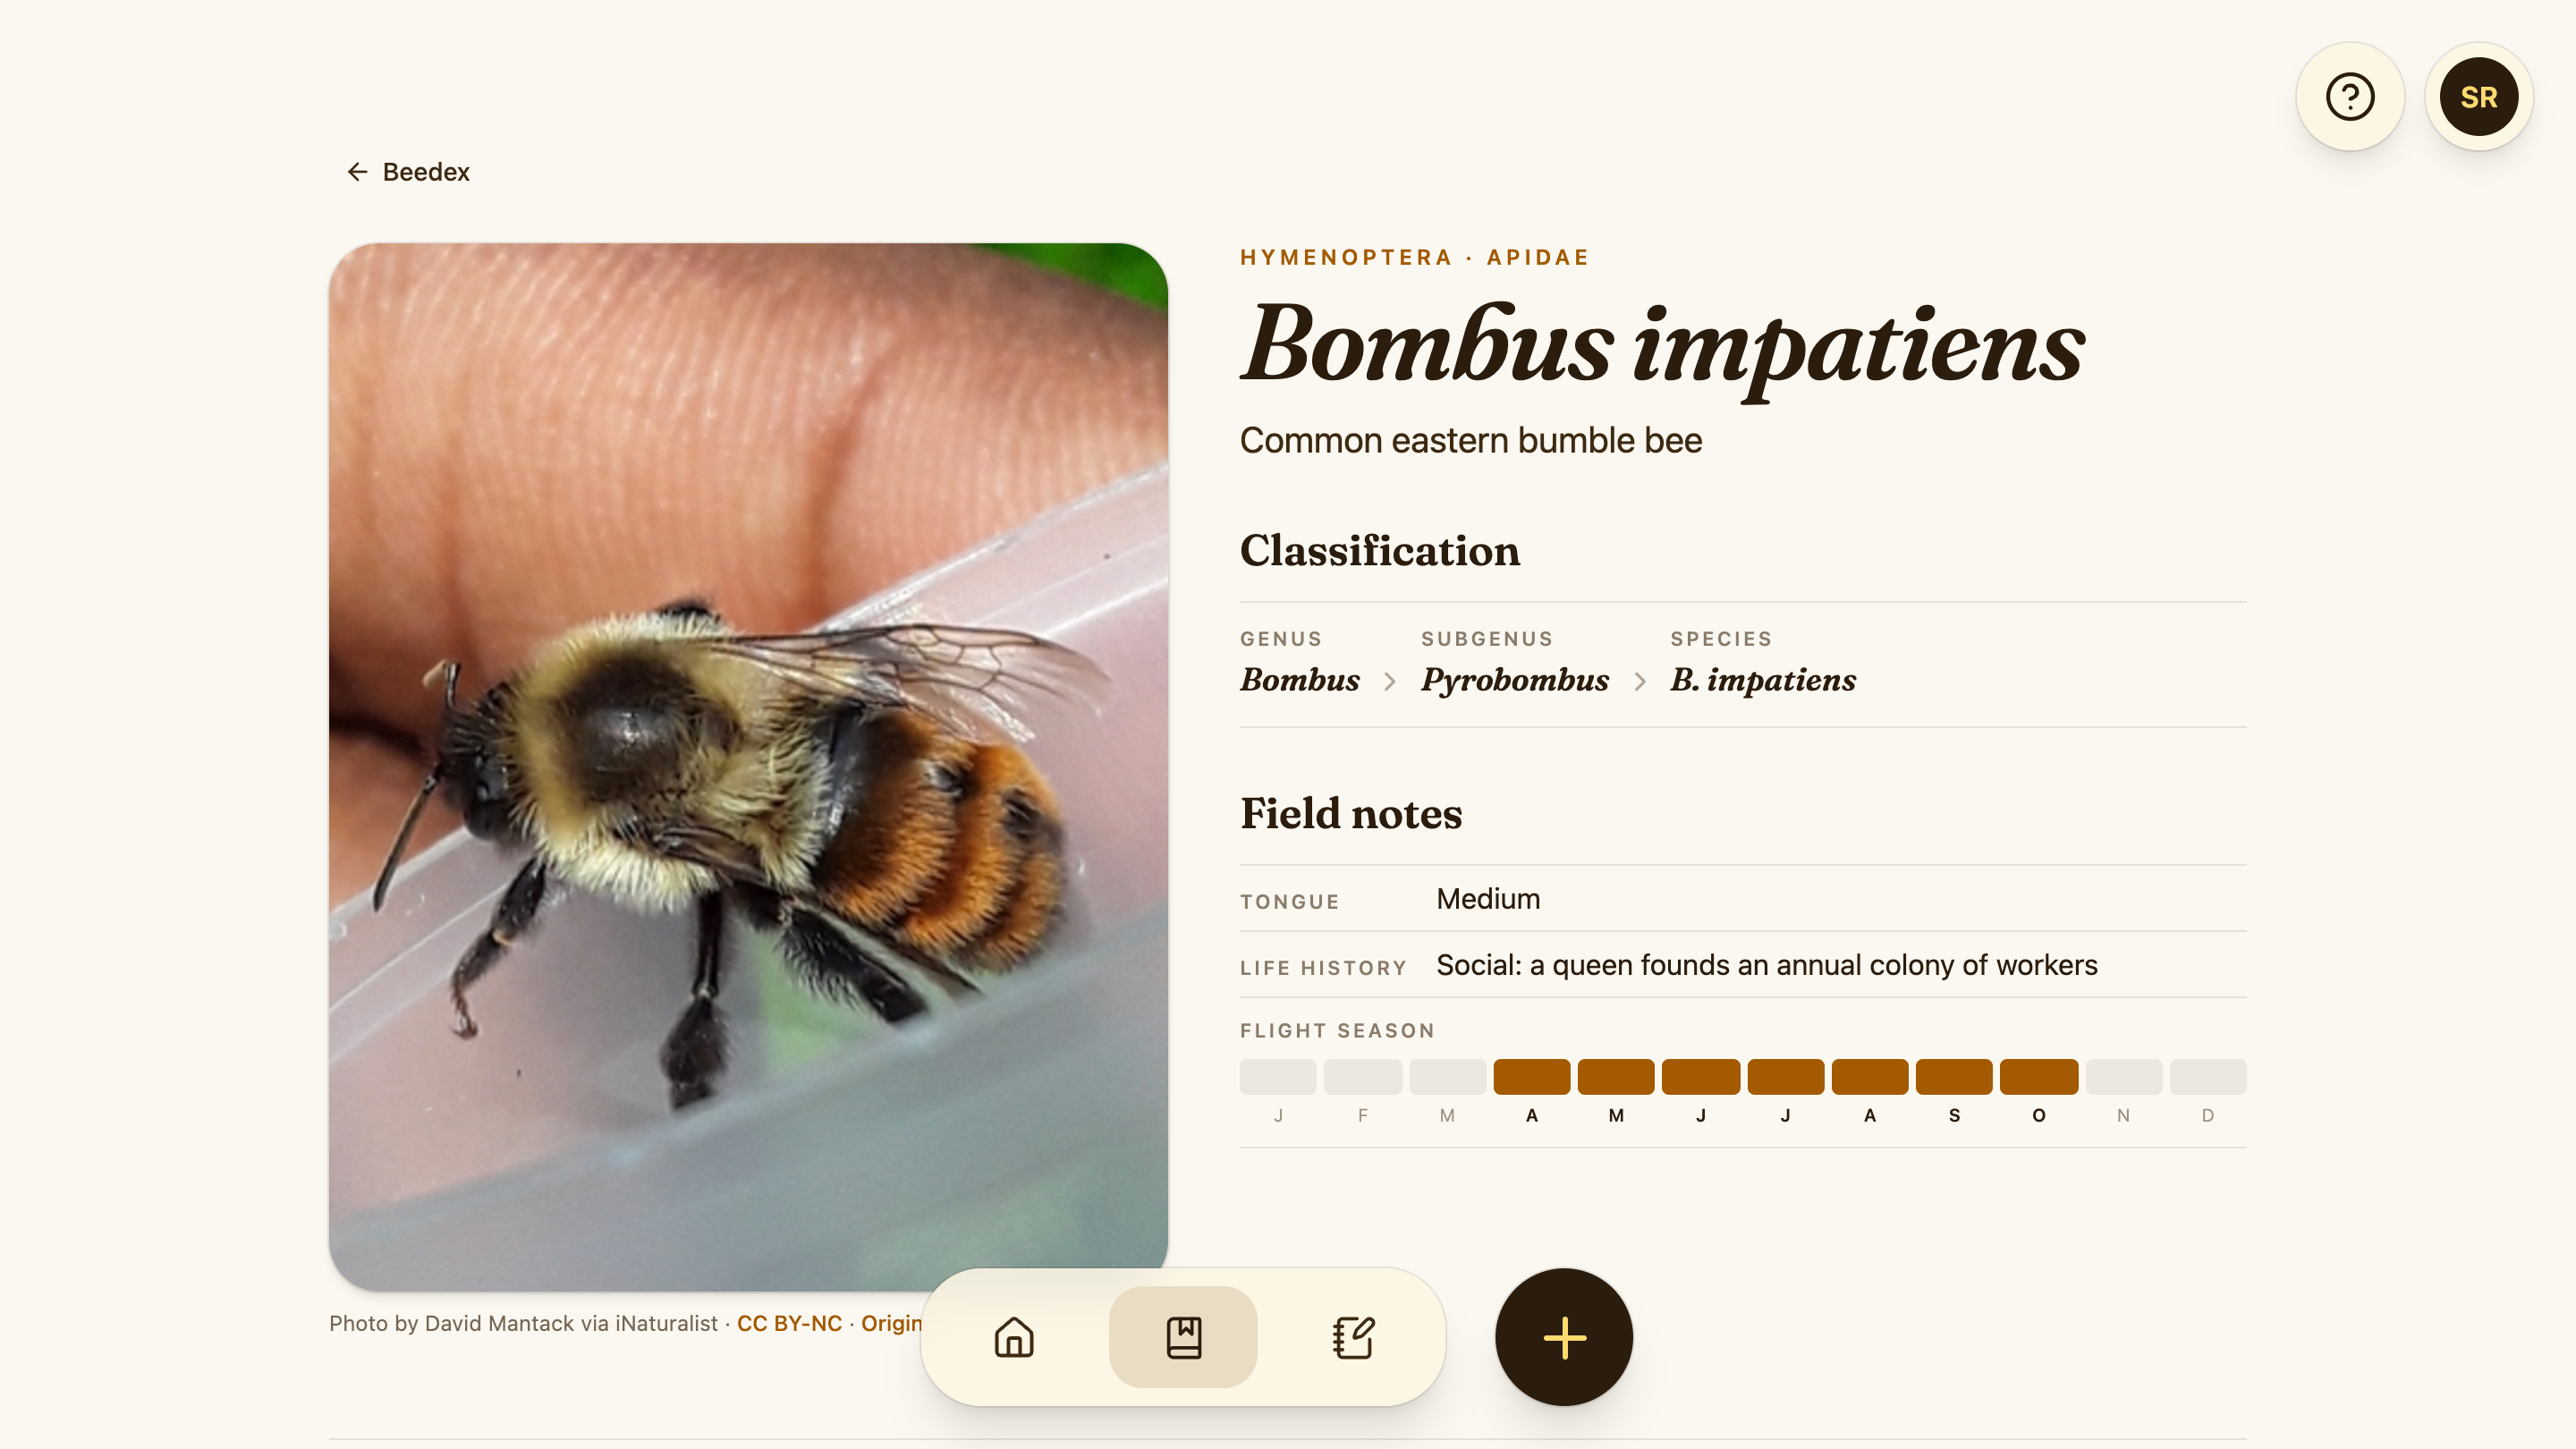 SR
Beedex
HYMENOPTERA · APIDAE
Bombus impatiens
Common eastern bumble bee
Classification
GENUS SUBGENUS SPECIES
Bombus > Pyrobombus > B. impatiens
Field notes
TONGUE Medium
LIFE HISTORY Social: a queen founds an annual colony of workers
FLIGHT SEASON
J F M A M J J A S O N D
Photo by David Mantack via iNaturalist · CC BY-NC ·